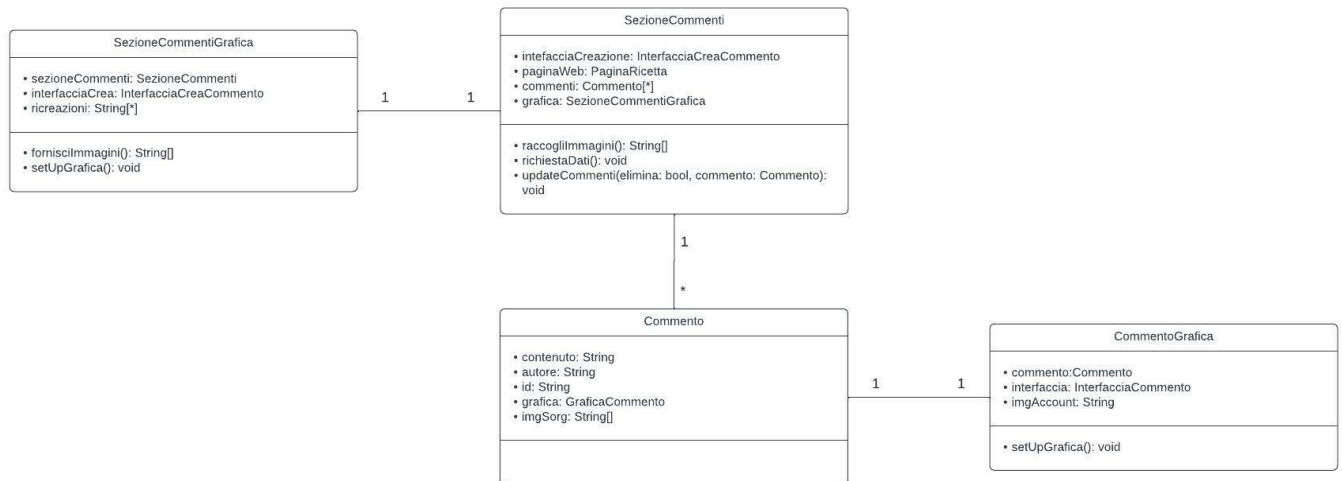 SezioneCommentiGrafica
• sezioneCommenti: SezioneCommenti
• interfacciaCrea: InterfacciaCreaCommento
• ricreazioni: String[*]
• fornisciImmagini(): String[]
• setUpGrafica(): void
1
1
SezioneCommenti
• intefacciaCreazione: InterfacciaCreaCommento
• paginaWeb: PaginaRicetta
• commenti: Commento[*]
• grafica: SezioneCommentiGrafica
• raccogliImmagini(): String[]
• richiestaDati(): void
• updateCommenti(elimina: bool, commento: Commento):
void
1
*
Commento
• contenuto: String
• autore: String
• id: String
• grafica: GraficaCommento
• imgSorg: String[]
1
1
CommentoGrafica
• commento:Commento
• interfaccia: InterfacciaCommento
• imgAccount: String
• setUpGrafica(): void